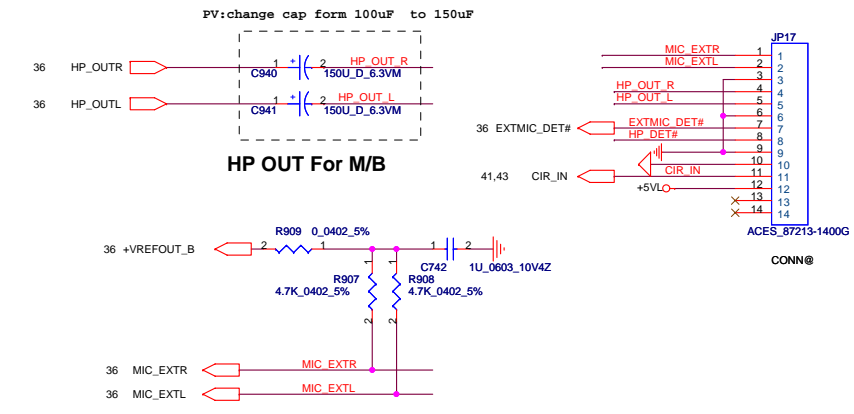 PV:change cap form 100uF to 150uF
36 HP_OUTR 1 + 2 HP_OUT_R
C940 150U_D_6.3VM
36 HP_OUTL 1 + 2 HP_OUT_L
C941 150U_D_6.3VM
HP OUT For M/B
JP17
MIC_EXTR 1 1
MIC_EXTL 2 2
3 3
HP_OUT_R 4 4
HP_OUT_L 5 5
6 6
36 EXTMIC_DET# EXTMIC_DET# 7 7
HP_DET# 8 8
9 9
10 10
41,43 CIR_IN CIR_IN 11 11
+5VL 12 12
13 13
14 14
ACES_87213-1400G
CONN@
R909 0_0402_5%
36 +VREFOUT_B 2 1 1 2
C742 1U_0603_10V4Z
R907 4.7K_0402_5% 1 2
R908 4.7K_0402_5% 1 2
36 MIC_EXTR MIC_EXTR
36 MIC_EXTL MIC_EXTL